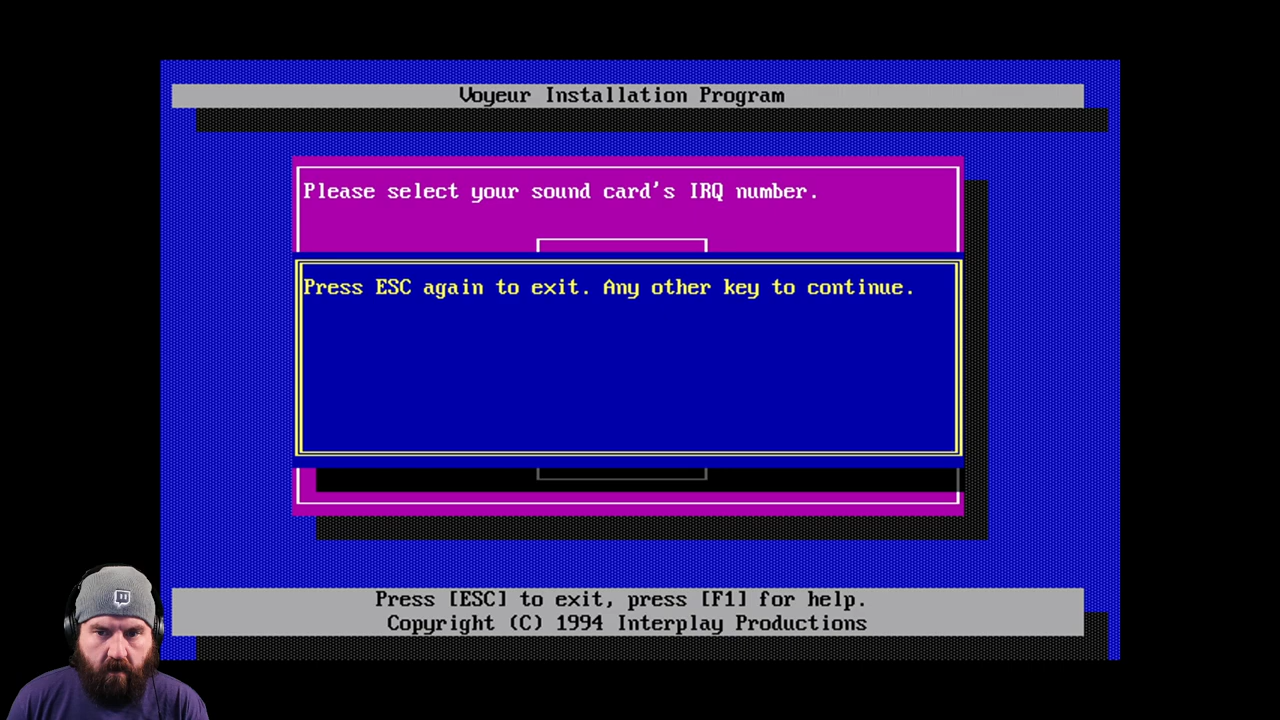 Voyeur Installation Program
Please select your sound card's IRQ number.
Press ESC again to exit. Any other key to continue.
Press [ESC] to exit, press [F1] for help.
Copyright (C) 1994 Interplay Productions